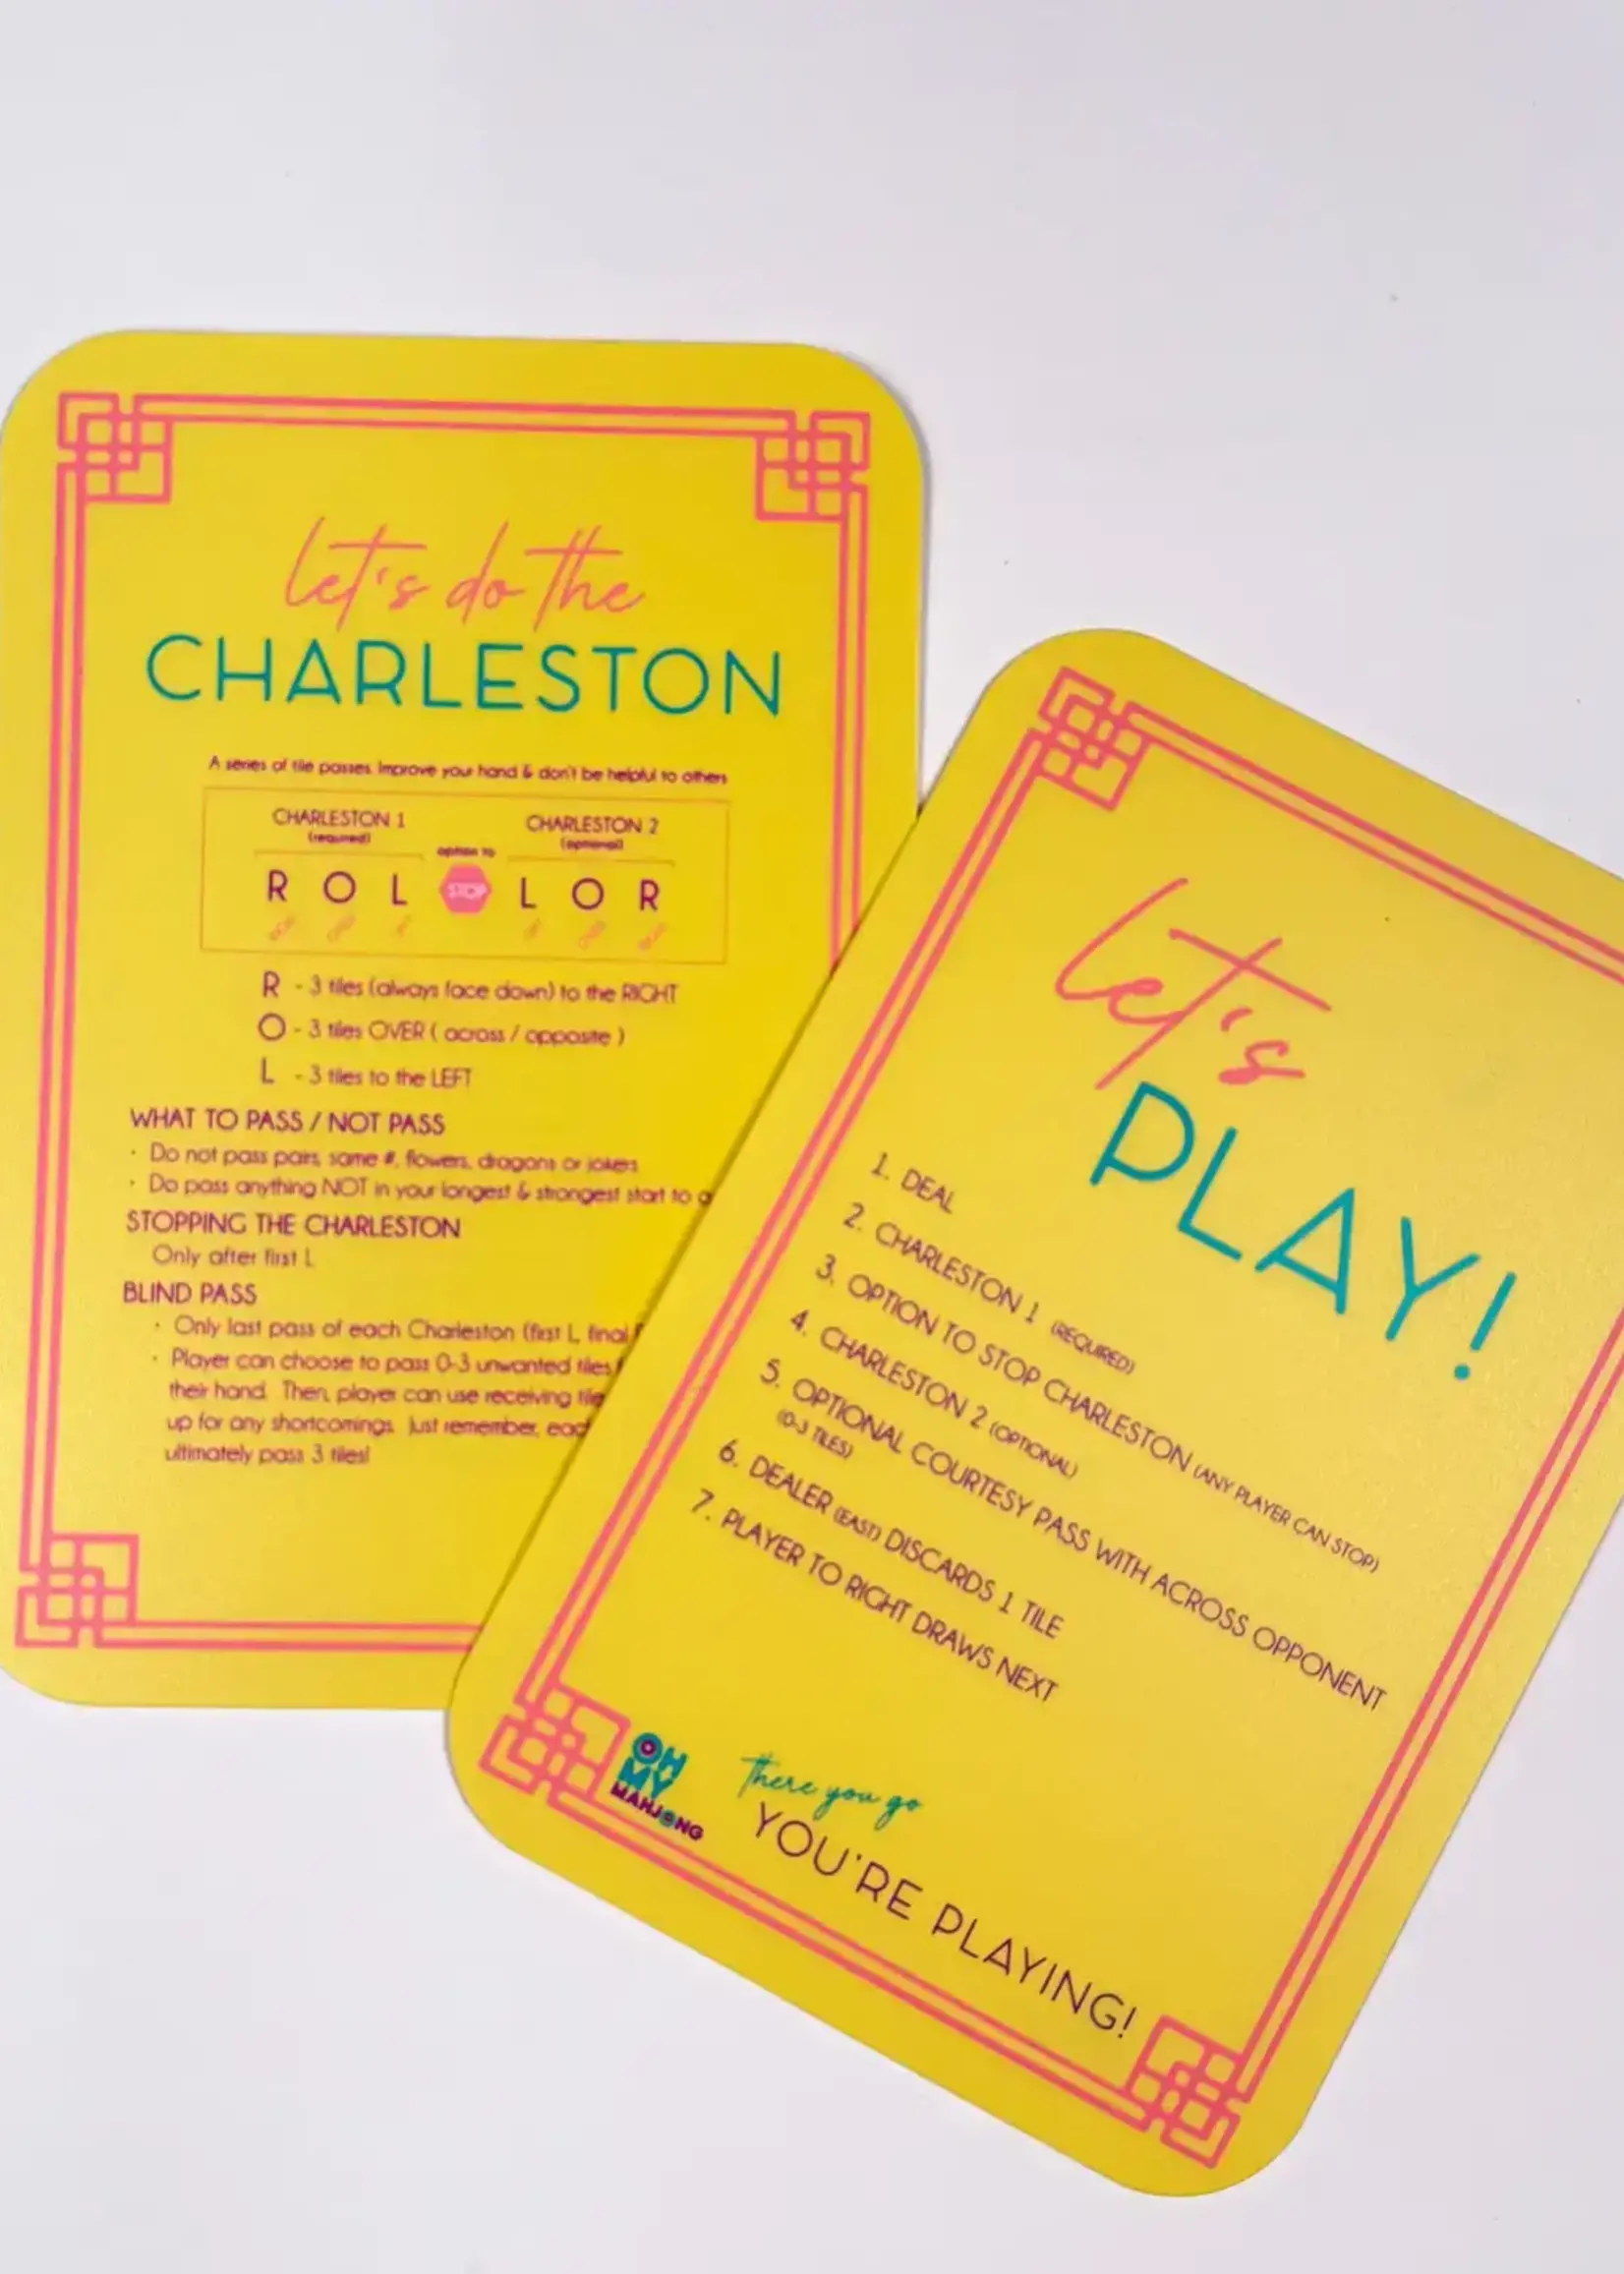 let's do the
CHARLESTON
A series of tile passes. Improve your hand & don't be helpful to others
CHARLESTON 1
(required)
CHARLESTON 2
(optional)
OPTION TO
R O L STOP L O R
R - 3 tiles (always face down) to the RIGHT
O - 3 tiles OVER ( across / opposite )
L - 3 tiles to the LEFT
WHAT TO PASS / NOT PASS
· Do not pass pairs, same #, flowers, dragons or jokers
· Do pass anything NOT in your longest & strongest start to a
STOPPING THE CHARLESTON
Only after first L
BLIND PASS
· Only last pass of each Charleston (first L, final
· Player can choose to pass 0-3 unwanted tiles
their hand. Then, player can use receiving tile
up for any shortcomings. Just remember, each
ultimately pass 3 tiles!
let's
PLAY!
1. DEAL
2. CHARLESTON 1 (REQUIRED)
3. OPTION TO STOP CHARLESTON (ANY PLAYER CAN STOP)
4. CHARLESTON 2 (OPTIONAL)
5. OPTIONAL COURTESY PASS WITH ACROSS OPPONENT
(0-3 TILES)
6. DEALER (EAST) DISCARDS 1 TILE
7. PLAYER TO RIGHT DRAWS NEXT
OH
MY
MAHJONG
there you go
YOU'RE PLAYING!